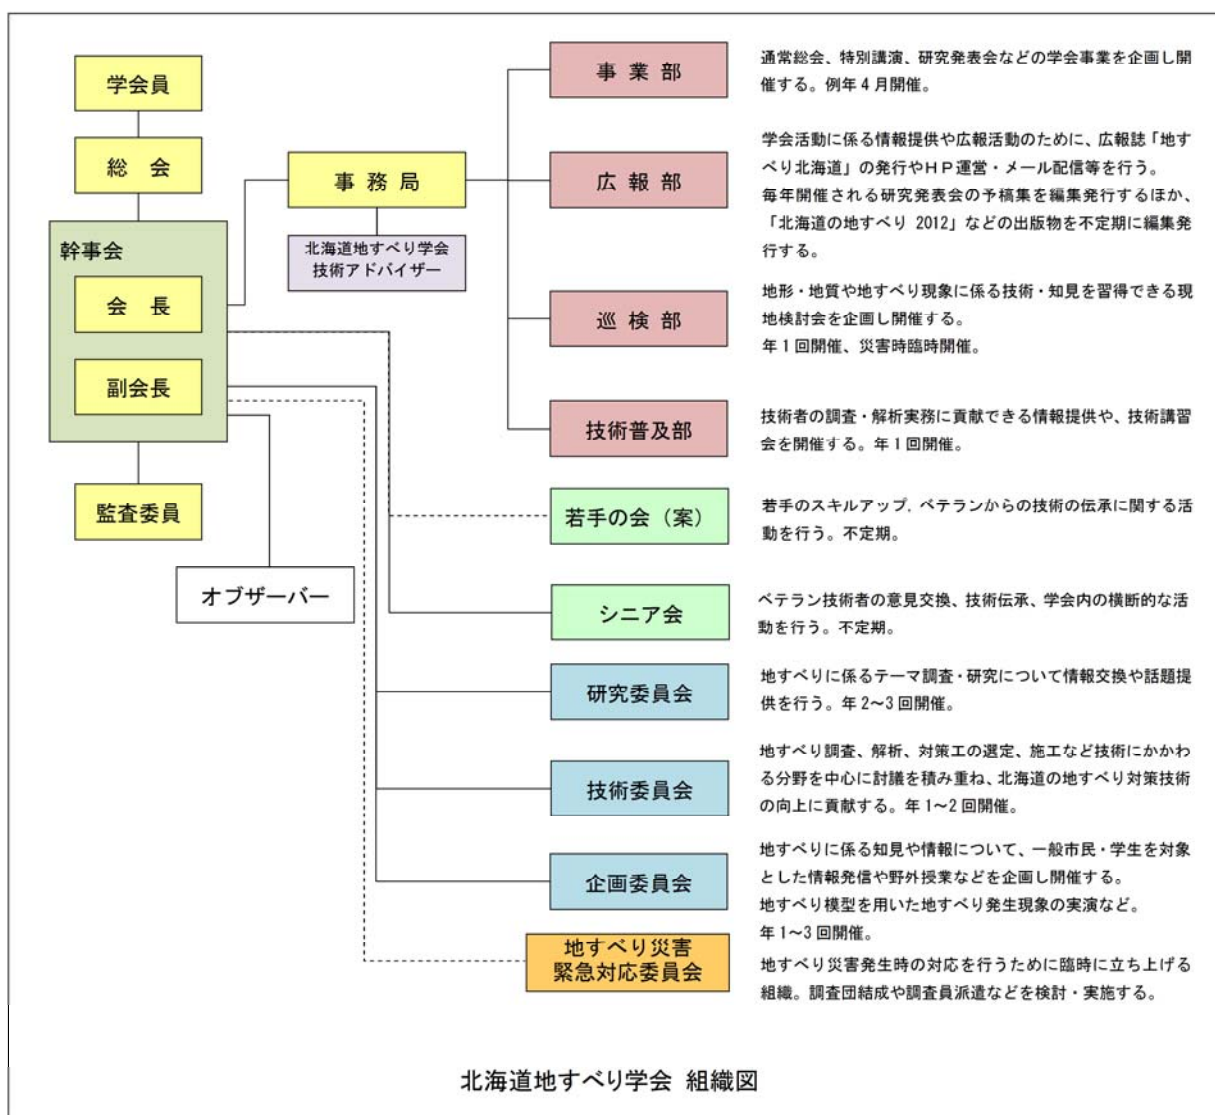 学会員
総　会
幹事会
会　長
副会長
監査委員
オブザーバー
事 務 局
北海道地すべり学会
技術アドバイザー
事 業 部
通常総会、特別講演、研究発表会などの学会事業を企画し開
催する。例年 4 月開催。
広 報 部
学会活動に係る情報提供や広報活動のために、広報誌「地す
べり北海道」の発行やＨＰ運営・メール配信等を行う。
毎年開催される研究発表会の予稿集を編集発行するほか、
「北海道の地すべり 2012」などの出版物を不定期に編集発
行する。
巡 検 部
地形・地質や地すべり現象に係る技術・知見を習得できる現
地検討会を企画し開催する。
年 1 回開催、災害時臨時開催。
技術普及部
技術者の調査・解析実務に貢献できる情報提供や、技術講習
会を開催する。年 1 回開催。
若手の会（案）
若手のスキルアップ，ベテランからの技術の伝承に関する活
動を行う。不定期。
シニア会
ベテラン技術者の意見交換、技術伝承、学会内の横断的な活
動を行う。不定期。
研究委員会
地すべりに係るテーマ調査・研究について情報交換や話題提
供を行う。年 2～3 回開催。
技術委員会
地すべり調査、解析、対策工の選定、施工など技術にかかわ
る分野を中心に討議を積み重ね、北海道の地すべり対策技術
の向上に貢献する。年 1～2 回開催。
企画委員会
地すべりに係る知見や情報について、一般市民・学生を対象
とした情報発信や野外授業などを企画し開催する。
地すべり模型を用いた地すべり発生現象の実演など。
年 1～3 回開催。
地すべり災害
緊急対応委員会
地すべり災害発生時の対応を行うために臨時に立ち上げる
組織。調査団結成や調査員派遣などを検討・実施する。
北海道地すべり学会 組織図